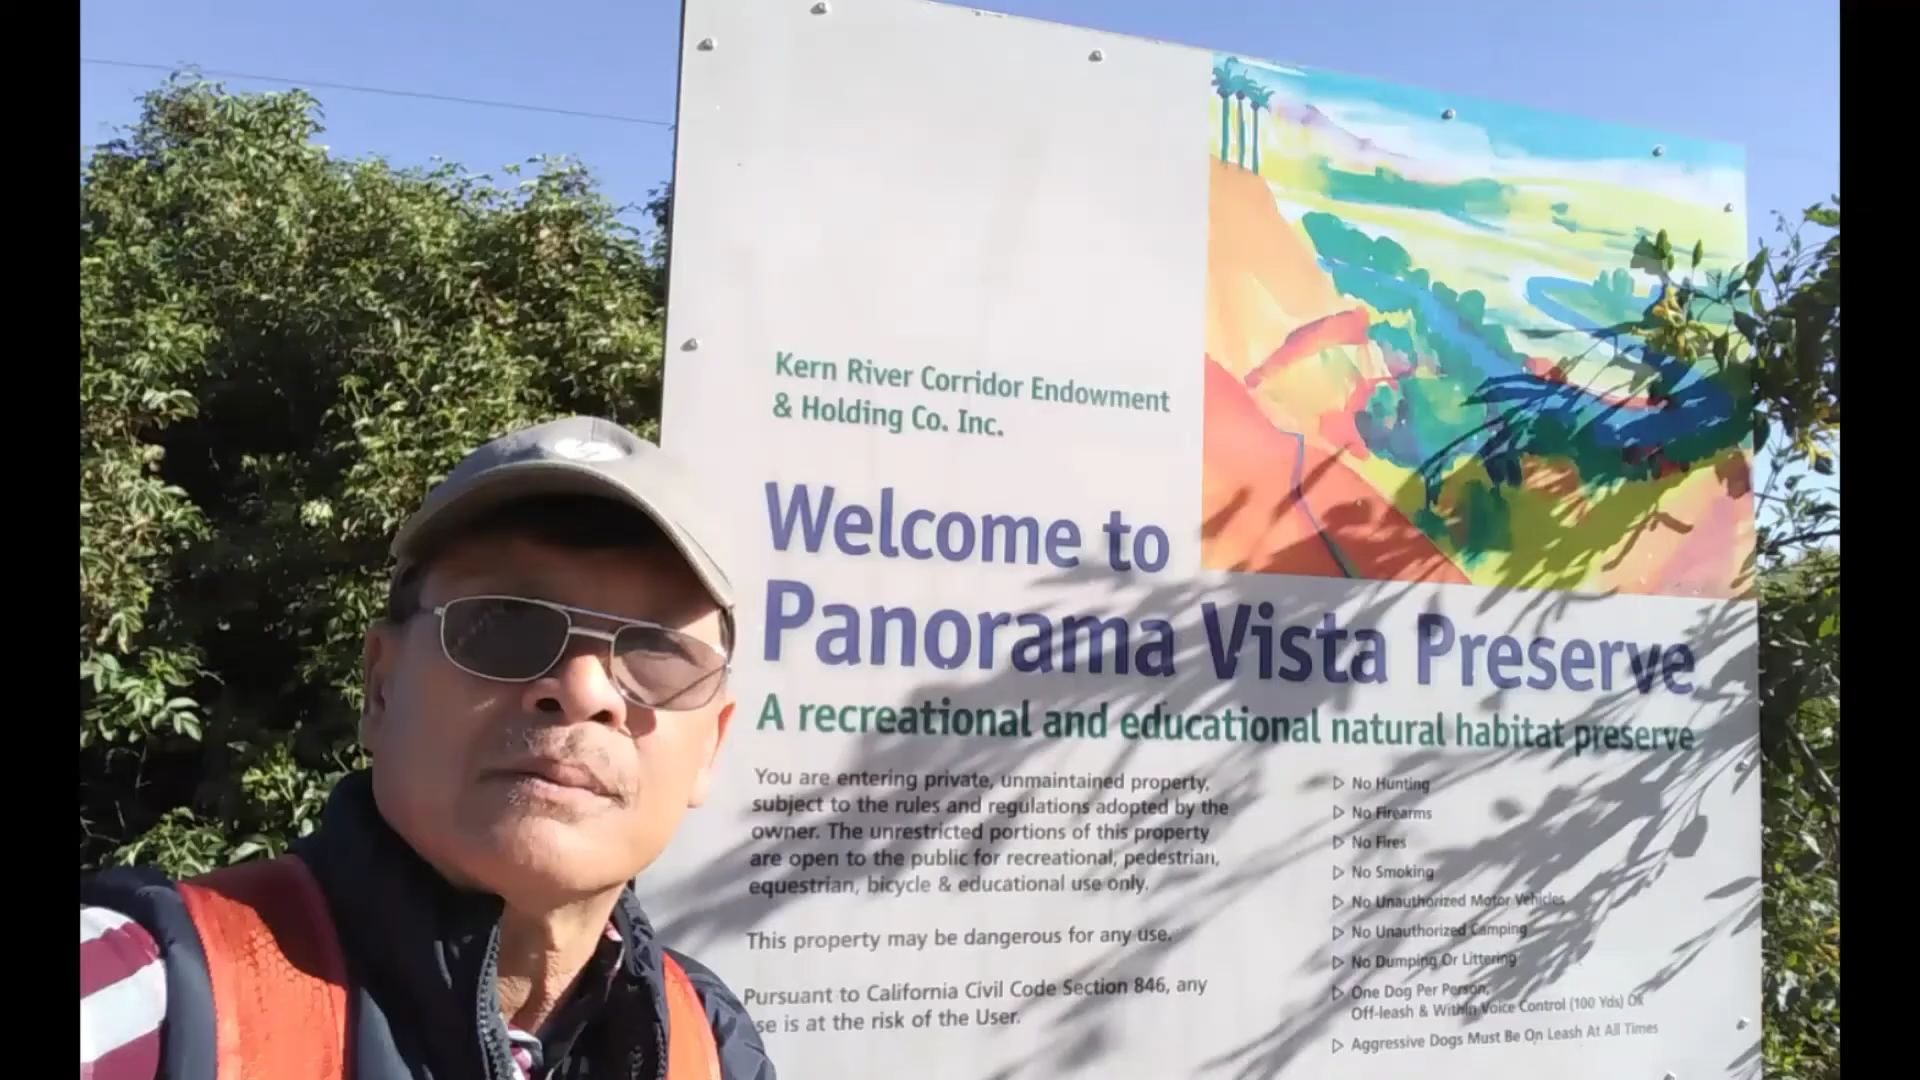 Kern River Corridor Endowment
& Holding Co. Inc.
Welcome to
Panorama Vista Preserve
A recreational and educational natural habitat preserve
You are entering private, unmaintained property,
subject to the rules and regulations adopted by the
owner. The unrestricted portions of this property
are open to the public for recreational, pedestrian,
equestrian, bicycle & educational use only.
This property may be dangerous for any use.
Pursuant to California Civil Code Section 846, any
se is at the risk of the User.
▷ No Hunting
▷ No Firearms
▷ No Fires
▷ No Smoking
▷ No Unauthorized Motor Vehicles
▷ No Unauthorized Camping
▷ No Dumping Or Littering
▷ One Dog Per Person,
Off-leash & Within Voice Control (100 Yds) OK
▷ Aggressive Dogs Must Be On Leash At All Times